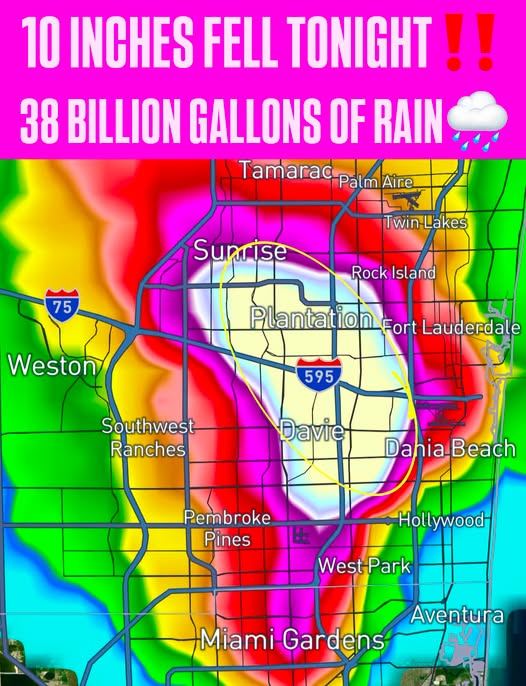 10 INCHES FELL TONIGHT‼️
38 BILLION GALLONS OF RAIN🌧️
Tamarac
Palm Aire
Twin Lakes
Sunrise
Rock Island
75
Plantation
Fort Lauderdale
Weston
595
Southwest
Ranches
Davie
Dania Beach
Pembroke
Pines
Hollywood
West Park
Aventura
Miami Gardens